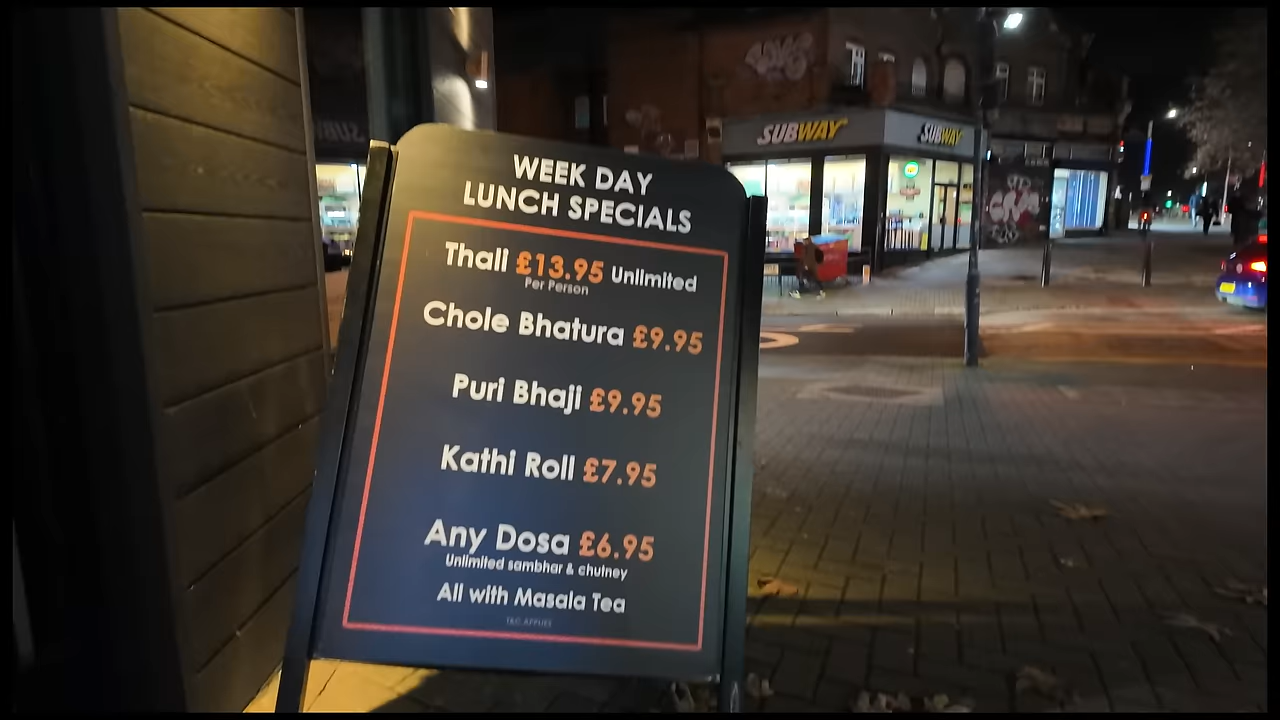 WEEK DAY
LUNCH SPECIALS
Thali £13.95 Unlimited
Per Person
Chole Bhatura £9.95
Puri Bhaji £9.95
Kathi Roll £7.95
Any Dosa £6.95
Unlimited sambhar & chutney
All with Masala Tea
T&C APPLIES
SUBWAY
SUBWAY